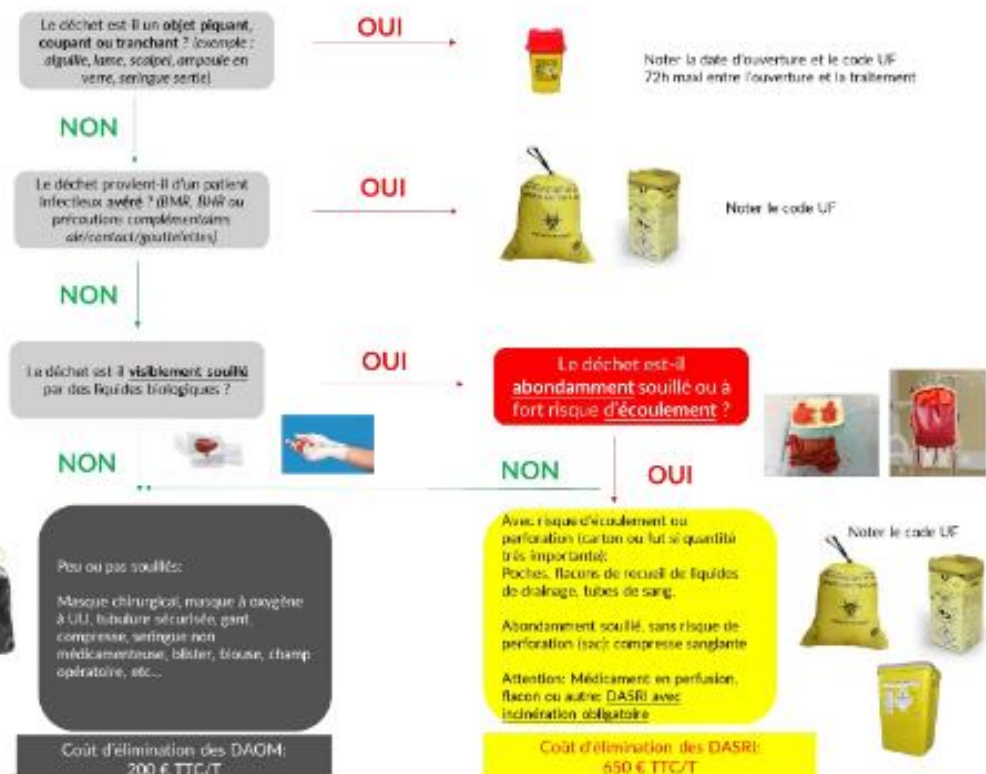 Le déchet est-il un objet piquant,
coupant ou tranchant ? (exemple :
aiguille, lame, scalpel, ampoule en
verre, seringue sertie)
OUI
Noter la date d'ouverture et le code UF
72h maxi entre l'ouverture et la traitement
NON
Le déchet provient-il d'un patient
infectieux avéré ? (BMR, BHR ou
précautions complémentaires
air/contact/gouttelettes)
OUI
Noter le code UF
NON
Le déchet est il visiblement souillé
par des liquides biologiques ?
OUI
Le déchet est-il
abondamment souillé ou à
fort risque d'écoulement ?
NON
NON
OUI
Peu ou pas souillés:
Masque chirurgical, masque à oxygène
à UU, tubulure sécurisée, gant,
compresse, seringue non
médicamenteuse, blister, blouse, champ
opératoire, etc...
Coût d'élimination des DAOM:
200 € TTC/T
Avec risque d'écoulement ou
perforation (carton ou fut si quantité
très importante):
Poches, flacons de recueil de liquides
de drainage, tubes de sang.
Abondamment souillé, sans risque de
perforation (sac): compresse sanglante
Attention: Médicament en perfusion,
flacon ou autre: DASRI avec
incinération obligatoire
Noter le code UF
Coût d'élimination des DASRI:
650 € TTC/T